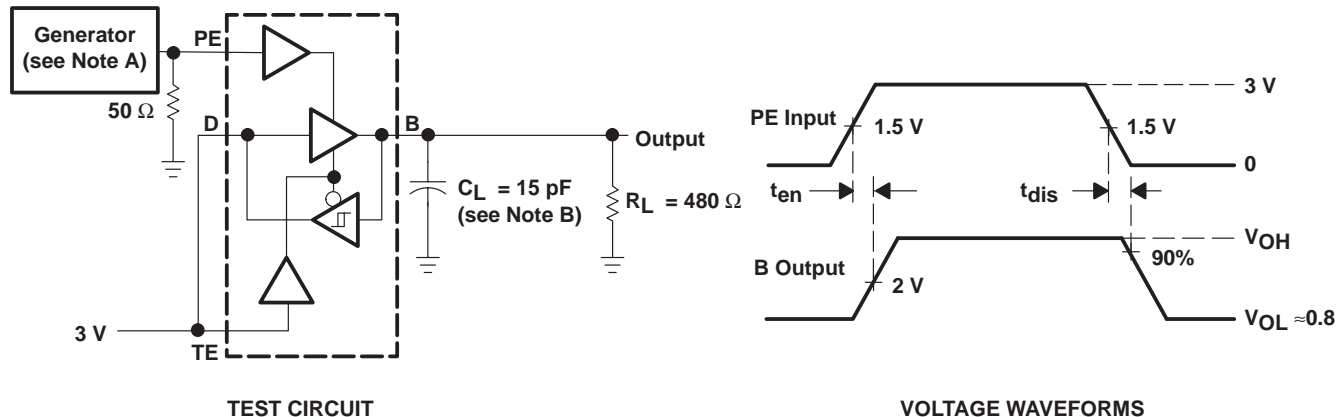 Generator
(see Note A)
PE
50 Ω
D
B
Output
C_L = 15 pF
(see Note B)
R_L = 480 Ω
3 V
TE
TEST CIRCUIT
3 V
PE Input
1.5 V
1.5 V
0
t_en
t_dis
V_OH
90%
B Output
2 V
V_OL ≈0.8
VOLTAGE WAVEFORMS